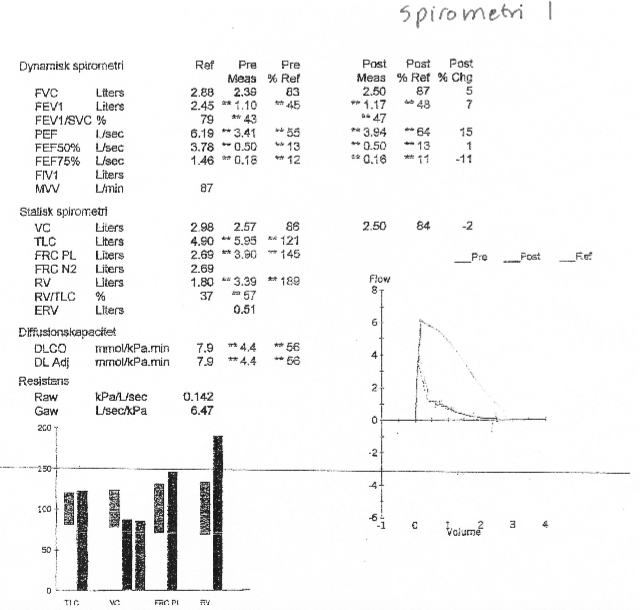 Spirometri 1
Dynamisk spirometri Ref Pre Pre Post Post Post
Meas % Ref Meas % Ref % Chg
FVC Liters 2.88 2.39 83 2.50 87 5
FEV1 Liters 2.45 ** 1.10 ** 45 ** 1.17 ** 48 7
FEV1/SVC % 79 ** 43 ** 47
PEF L/sec 6.19 ** 3.41 ** 55 ** 3.94 ** 64 15
FEF50% L/sec 3.78 ** 0.50 ** 13 ** 0.50 ** 13 1
FEF75% L/sec 1.46 ** 0.18 ** 12 ** 0.16 ** 11 -11
FIV1 Liters
MVV L/min 87
Statisk spirometri
VC Liters 2.98 2.57 86 2.50 84 -2
TLC Liters 4.90 ** 5.95 ** 121
FRC PL Liters 2.69 ** 3.90 ** 145
FRC N2 Liters 2.69
RV Liters 1.80 ** 3.39 ** 189
RV/TLC % 37 ** 57
ERV Liters 0.51
Diffusionskapacitet
DLCO mmol/kPa.min 7.9 ** 4.4 ** 56
DL Adj mmol/kPa.min 7.9 ** 4.4 ** 56
Resistans
Raw kPa/L/sec 0.142
Gaw L/sec/kPa 6.47
200
150
100
50
0
TLC VC FRC PL RV
Pre Post Ref
Flow
8
6
4
2
0
-2
-4
-6
-1 0 1 2 3 4
Volume